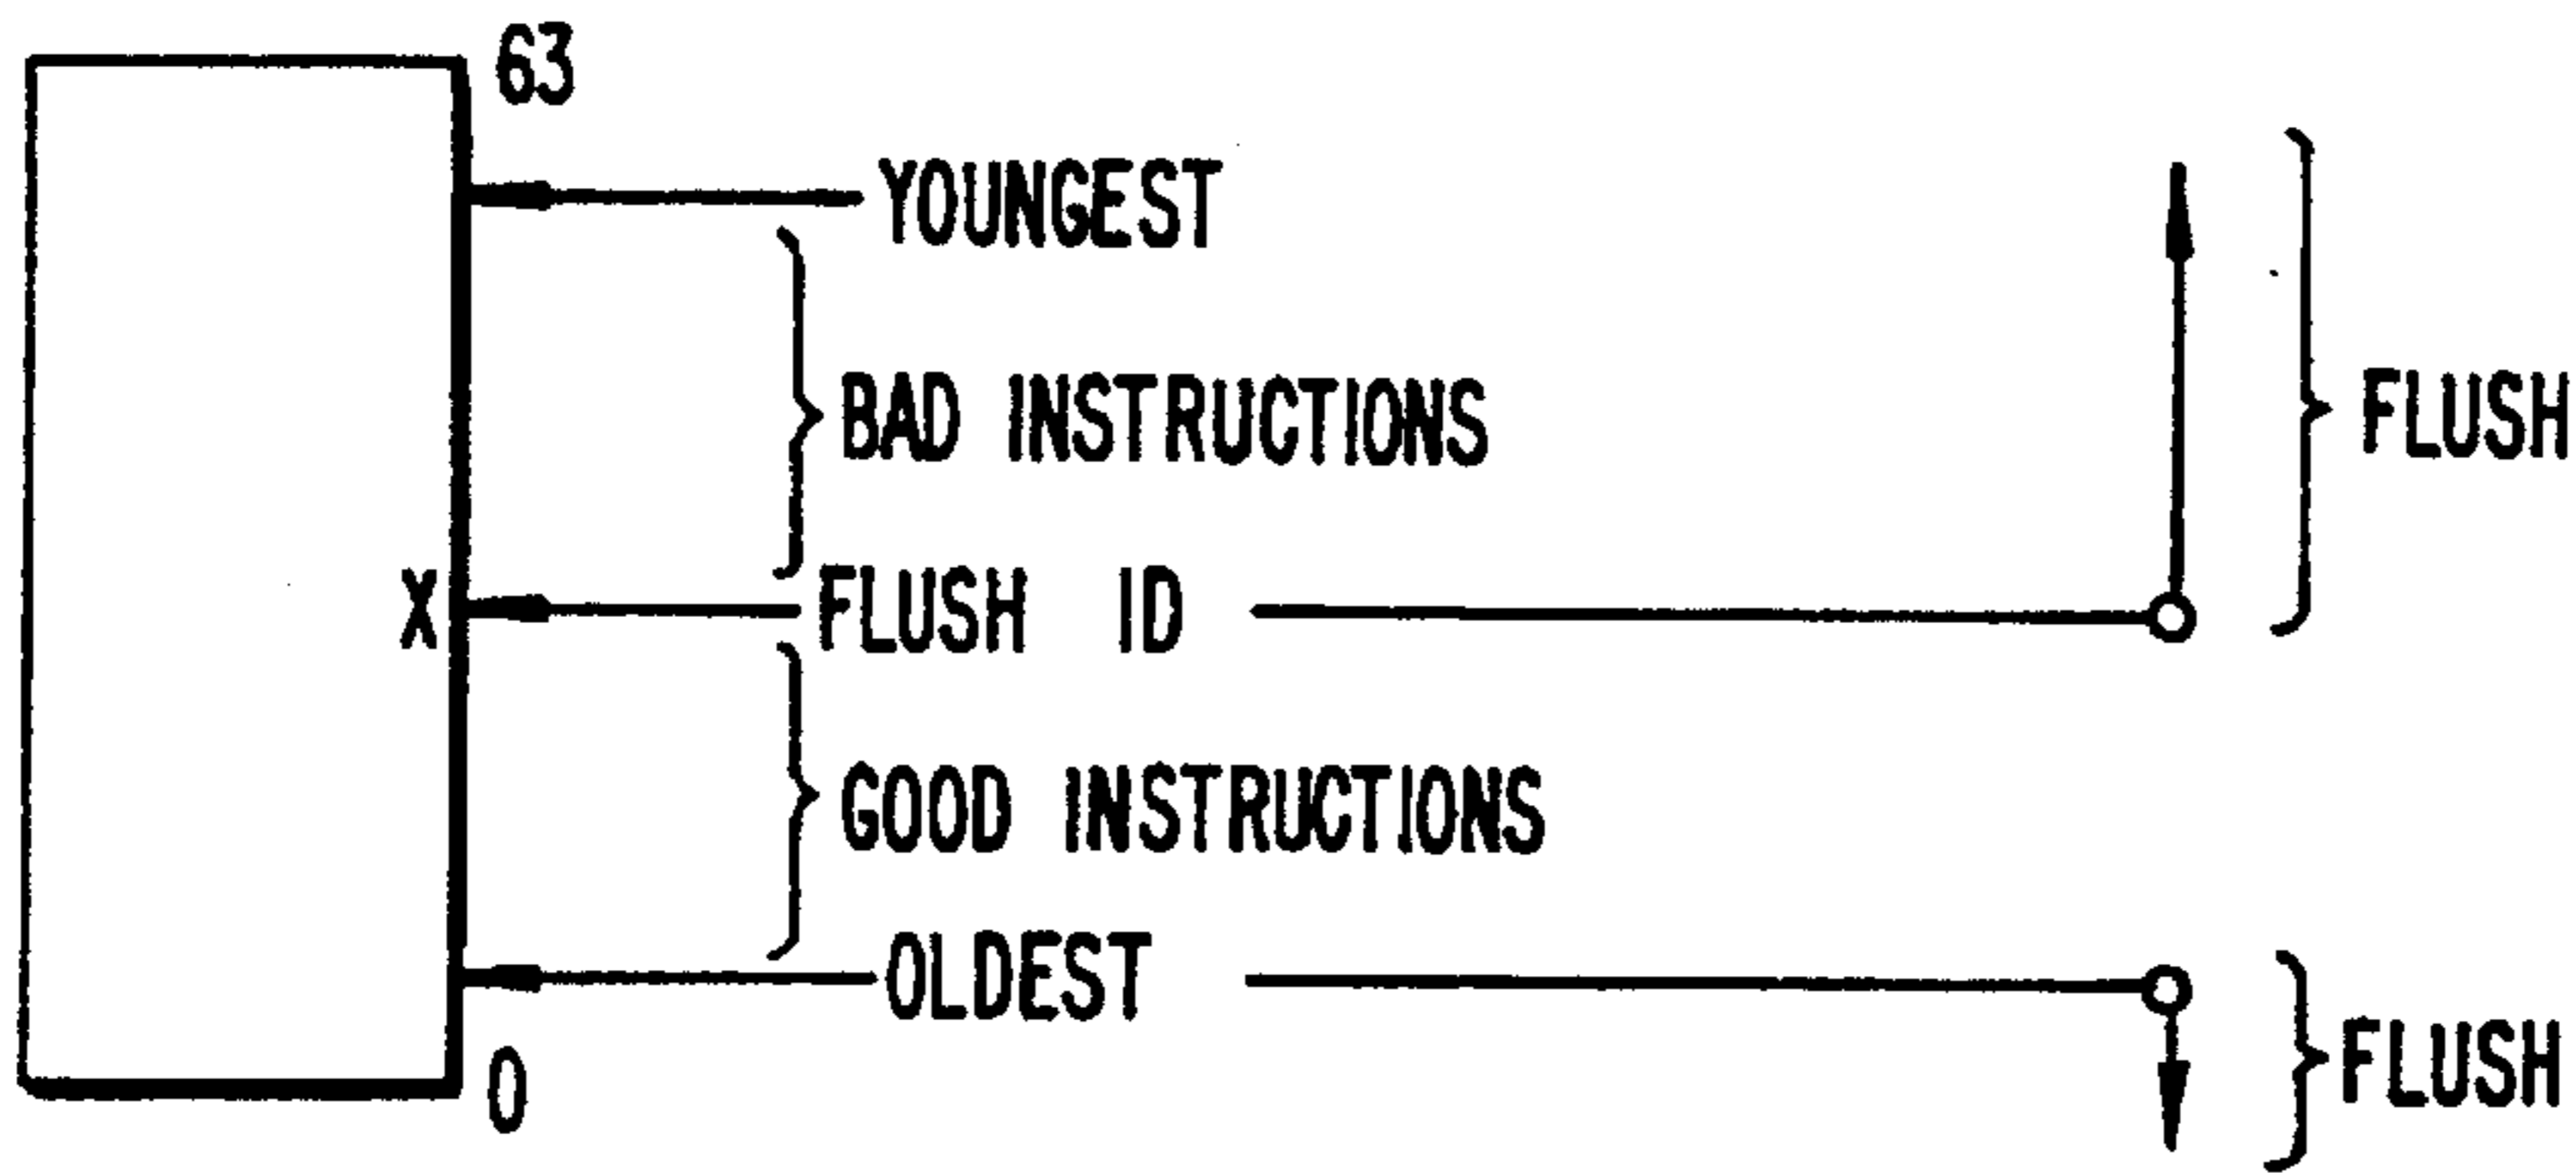 63
YOUNGEST
BAD INSTRUCTIONS
FLUSH
X
FLUSH ID
GOOD INSTRUCTIONS
OLDEST
FLUSH
0